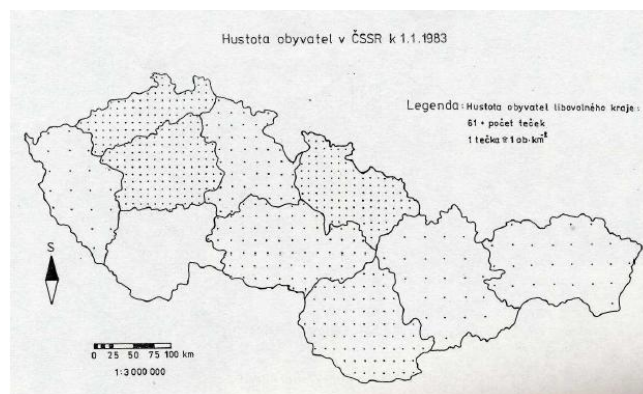 Hustota obyvatel v ČSSR k 1.1.1983
Legenda: Hustota obyvatel libovolného kraje:
61 + počet teček
1 tečka ≙ 1 ob·km²
S
0 25 50 75 100 km
1:3 000 000